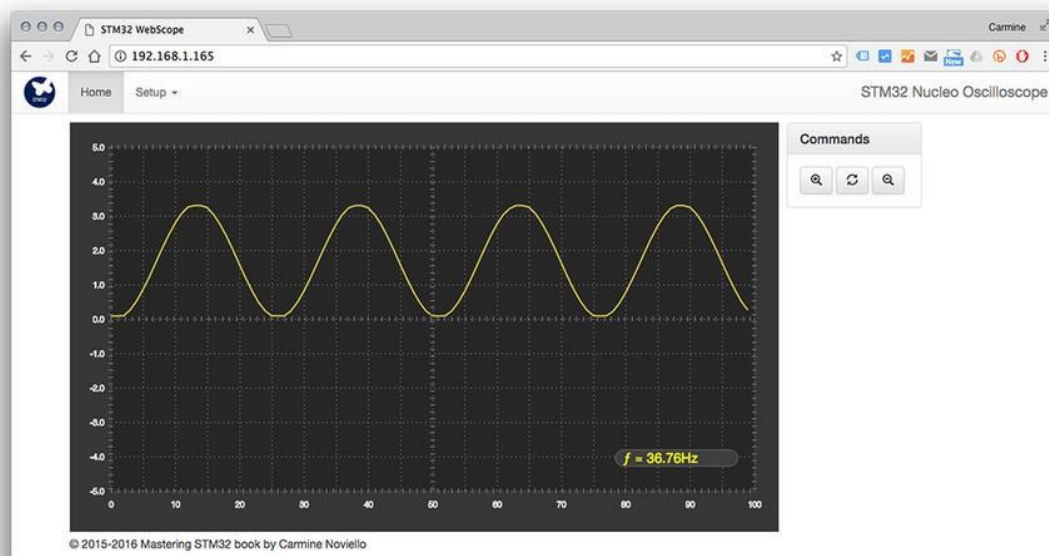 STM32 WebScope
Carmine
192.168.1.165
New
STM32
Home Setup
STM32 Nucleo Oscilloscope
Commands
5.0
4.0
3.0
2.0
1.0
0.0
-1.0
-2.0
-3.0
-4.0
-5.0
f = 36.76Hz
0 10 20 30 40 50 60 70 80 90 100
© 2015-2016 Mastering STM32 book by Carmine Noviello